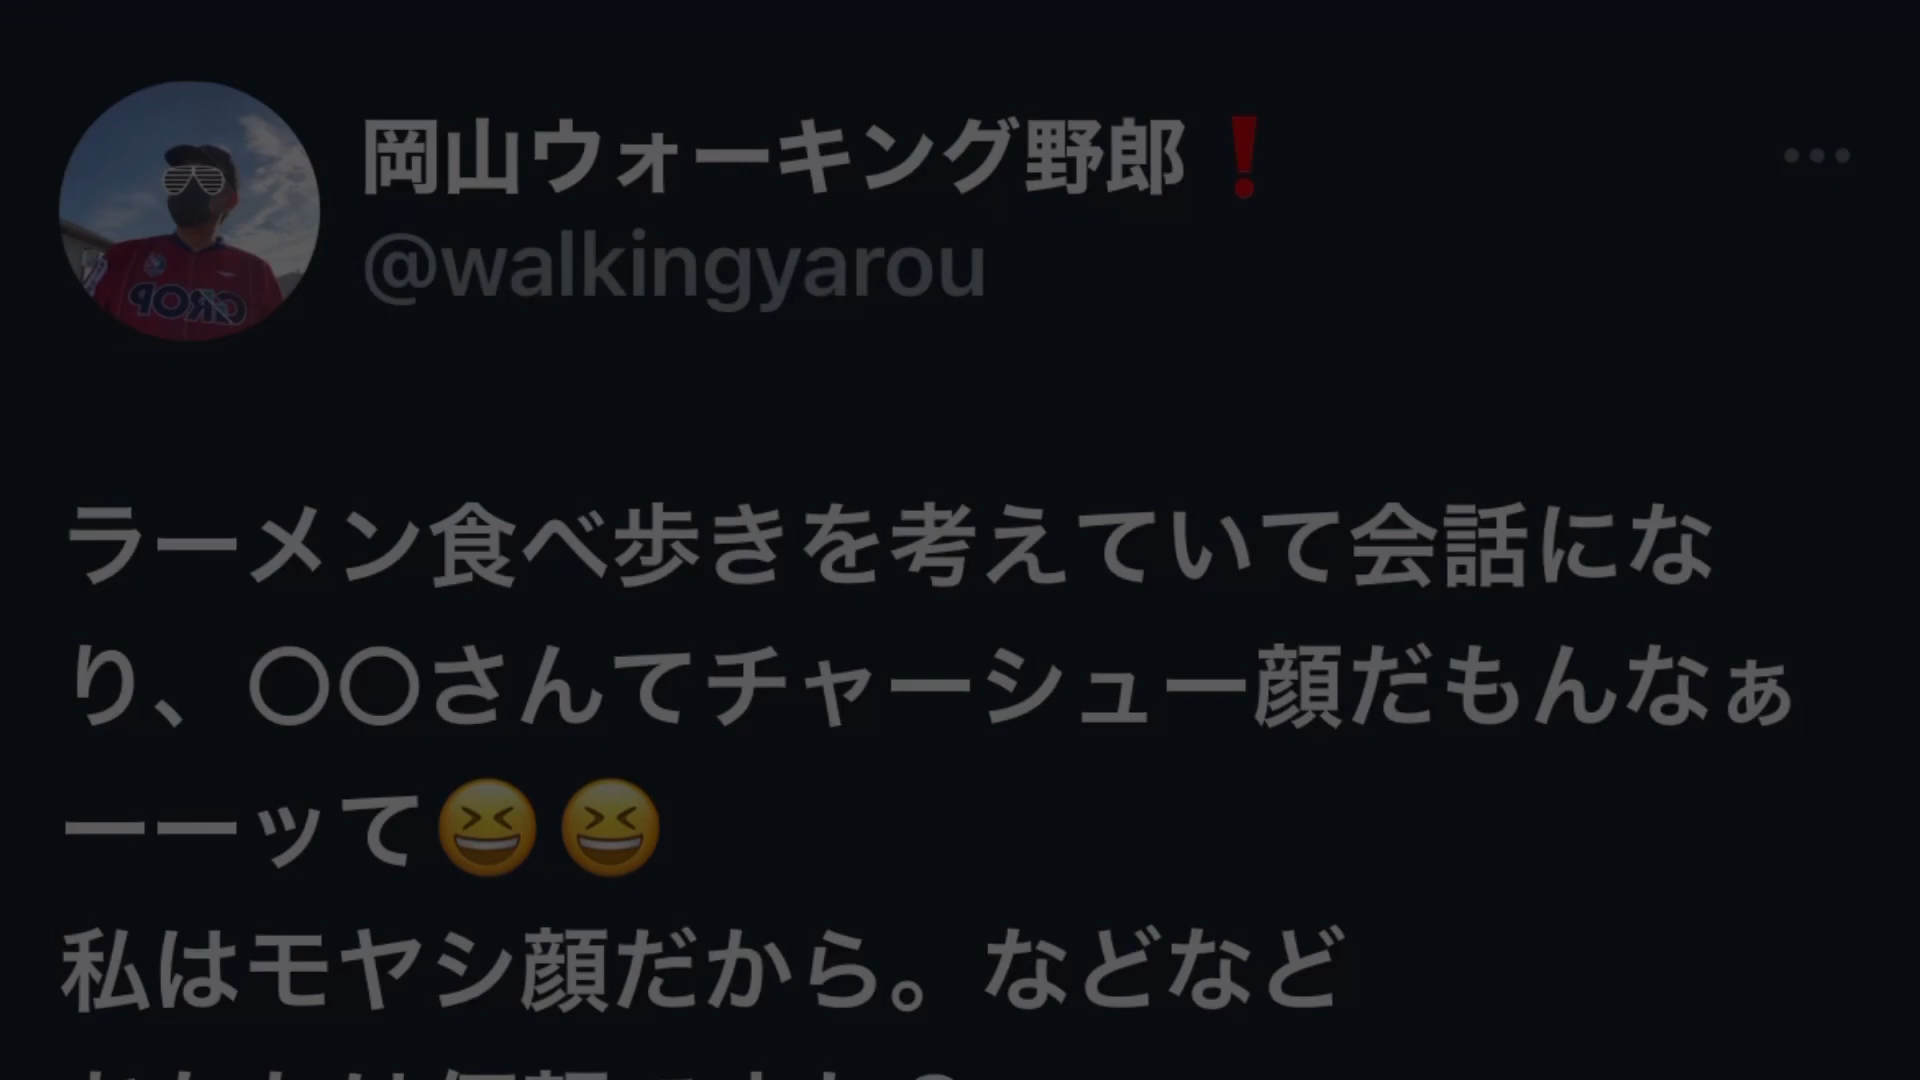 岡山ウォーキング野郎❗
@walkingyarou
ラーメン食べ歩きを考えていて会話にな
り、〇〇さんてチャーシュー顔だもんなぁ
ーーッて😆😆
私はモヤシ顔だから。などなど